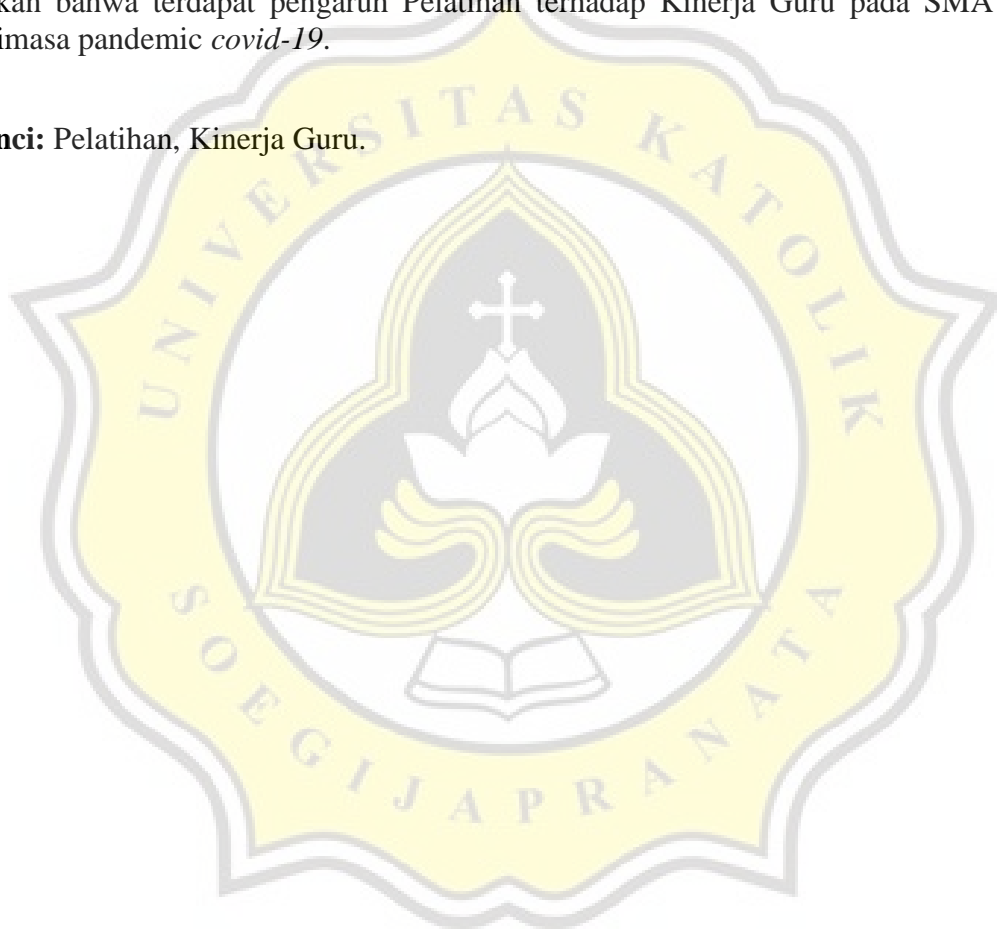 kan bahwa terdapat pengaruh Pelatihan terhadap Kinerja Guru pada SMA
imasa pandemic covid-19.
nci: Pelatihan, Kinerja Guru.
UNIVERSITAS KATOLIK
SOEGIJAPRANATA